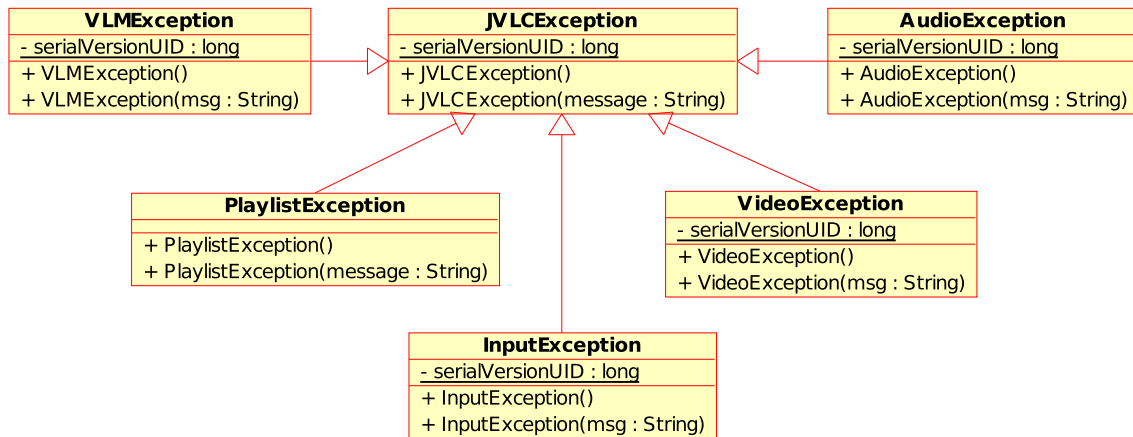 VLMException
- serialVersionUID : long
+ VLMException()
+ VLMException(msg : String)
JVLCException
- serialVersionUID : long
+ JVLCException()
+ JVLCException(message : String)
AudioException
- serialVersionUID : long
+ AudioException()
+ AudioException(msg : String)
PlaylistException
+ PlaylistException()
+ PlaylistException(message : String)
VideoException
- serialVersionUID : long
+ VideoException()
+ VideoException(msg : String)
InputException
- serialVersionUID : long
+ InputException()
+ InputException(msg : String)